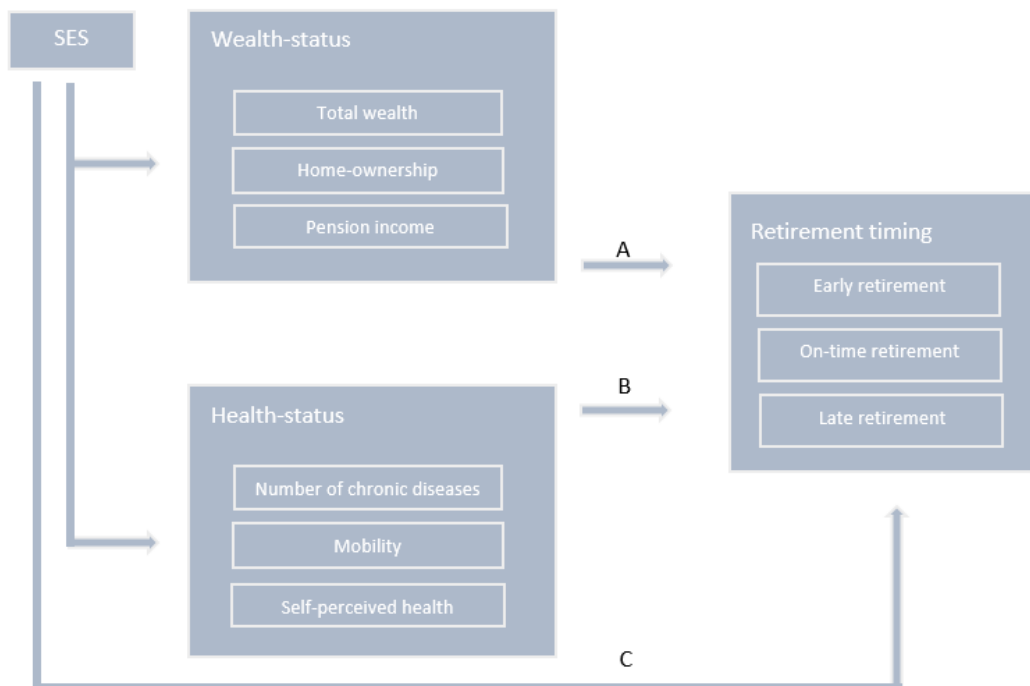 SES
Wealth-status
Total wealth
Home-ownership
Pension income
A
Retirement timing
Early retirement
On-time retirement
Late retirement
B
Health-status
Number of chronic diseases
Mobility
Self-perceived health
C